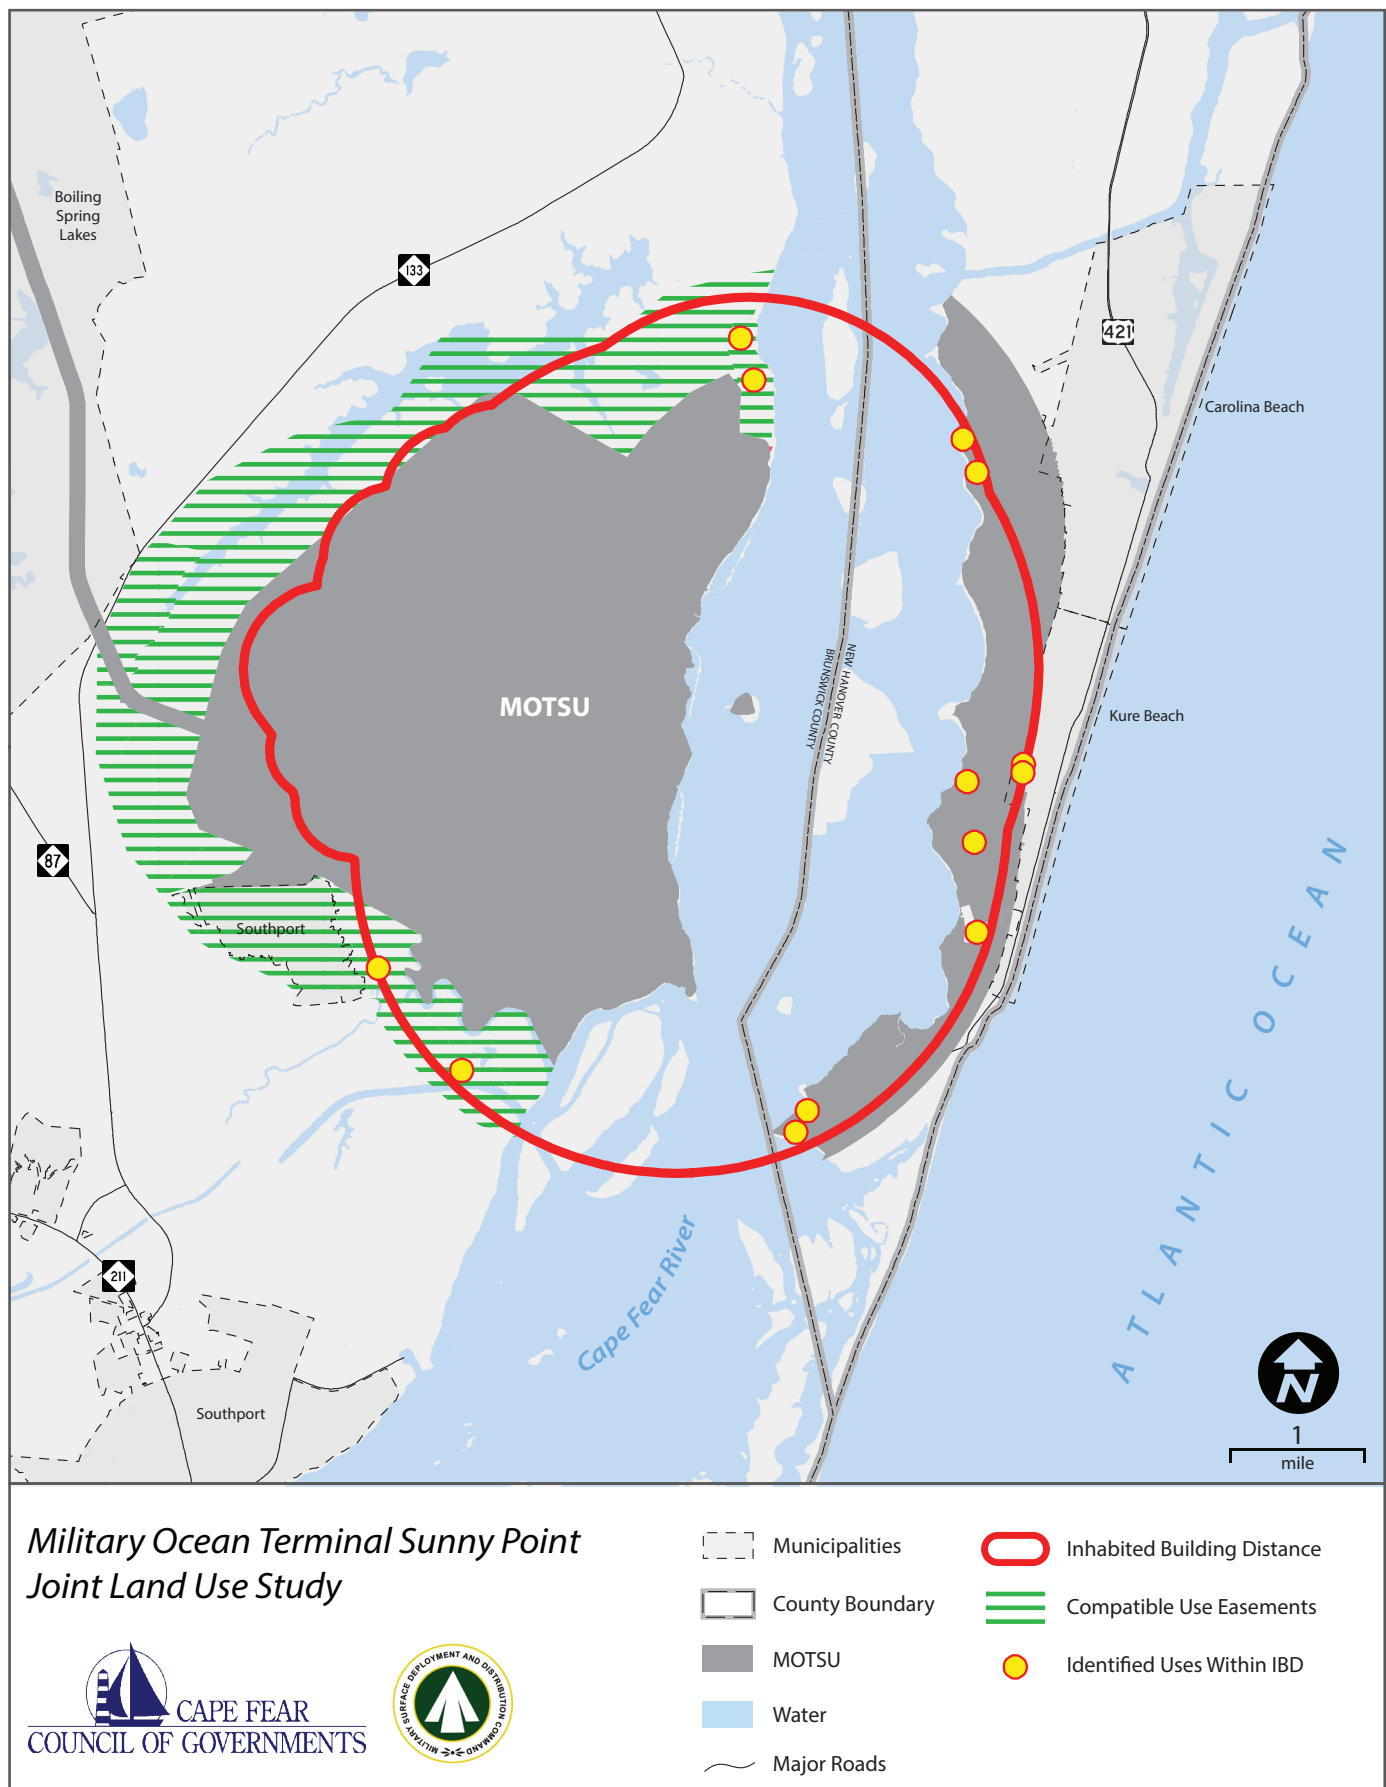 Boiling
Spring
Lakes
133
421
Carolina Beach
MOTSU
NEW HANOVER COUNTY
BRUNSWICK COUNTY
Kure Beach
87
Southport
ATLANTIC OCEAN
Cape Fear River
211
Southport
N
1
mile
Military Ocean Terminal Sunny Point
Joint Land Use Study
CAPE FEAR
COUNCIL OF GOVERNMENTS
MILITARY SURFACE DEPLOYMENT AND DISTRIBUTION COMMAND
Municipalities
County Boundary
MOTSU
Water
Major Roads
Inhabited Building Distance
Compatible Use Easements
Identified Uses Within IBD